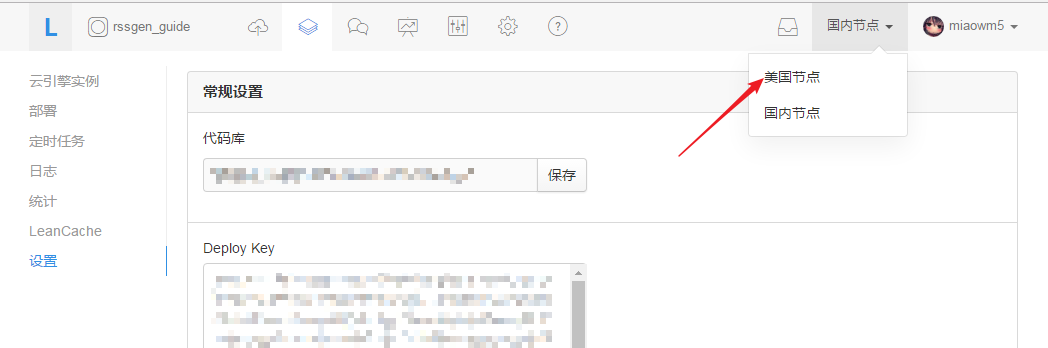 L rssgen_guide 国内节点 miaowm5
美国节点
国内节点
云引擎实例
部署
定时任务
日志
统计
LeanCache
设置
常规设置
代码库
保存
Deploy Key